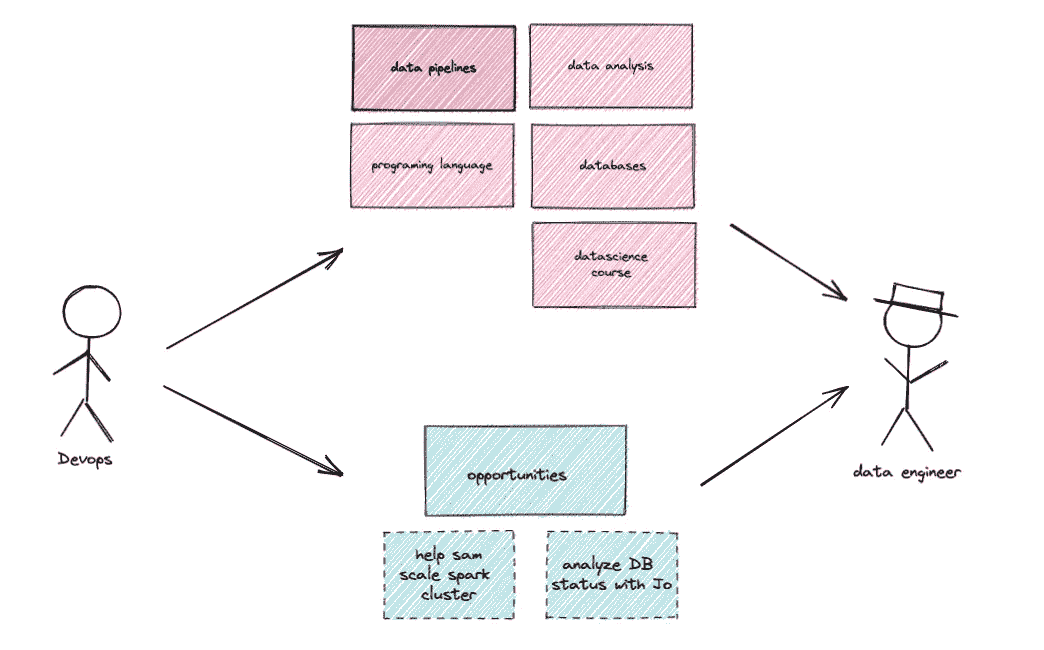 data pipelines
data analysis
programing language
databases
datascience
course
Devops
data engineer
opportunities
help sam
scale spark
cluster
analyze DB
status with Jo